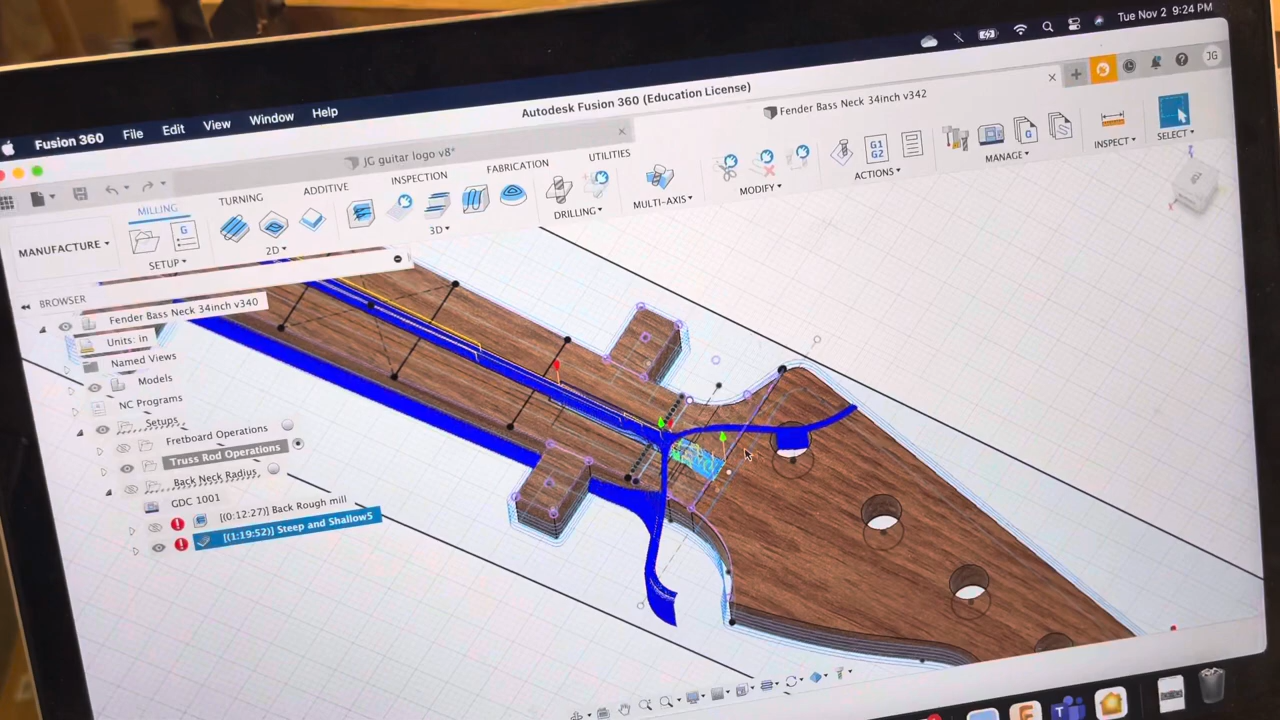 Tue Nov 2 9:24 PM
Fusion 360 File Edit View Window Help
Autodesk Fusion 360 (Education License)
JG guitar logo v8*
Fender Bass Neck 34inch v342
JG
MILLING TURNING ADDITIVE INSPECTION FABRICATION UTILITIES
MANUFACTURE
G
G1
G2
G
SETUP
2D
3D
DRILLING
MULTI-AXIS
MODIFY
ACTIONS
MANAGE
INSPECT
SELECT
BROWSER
Fender Bass Neck 34inch v340
Units: in
Named Views
Models
NC Programs
Setups
Fretboard Operations
Truss Rod Operations
Back Neck Radius
GDC 1001
[(0:12:27)] Back Rough mill
[(1:19:52)] Steep and Shallow5